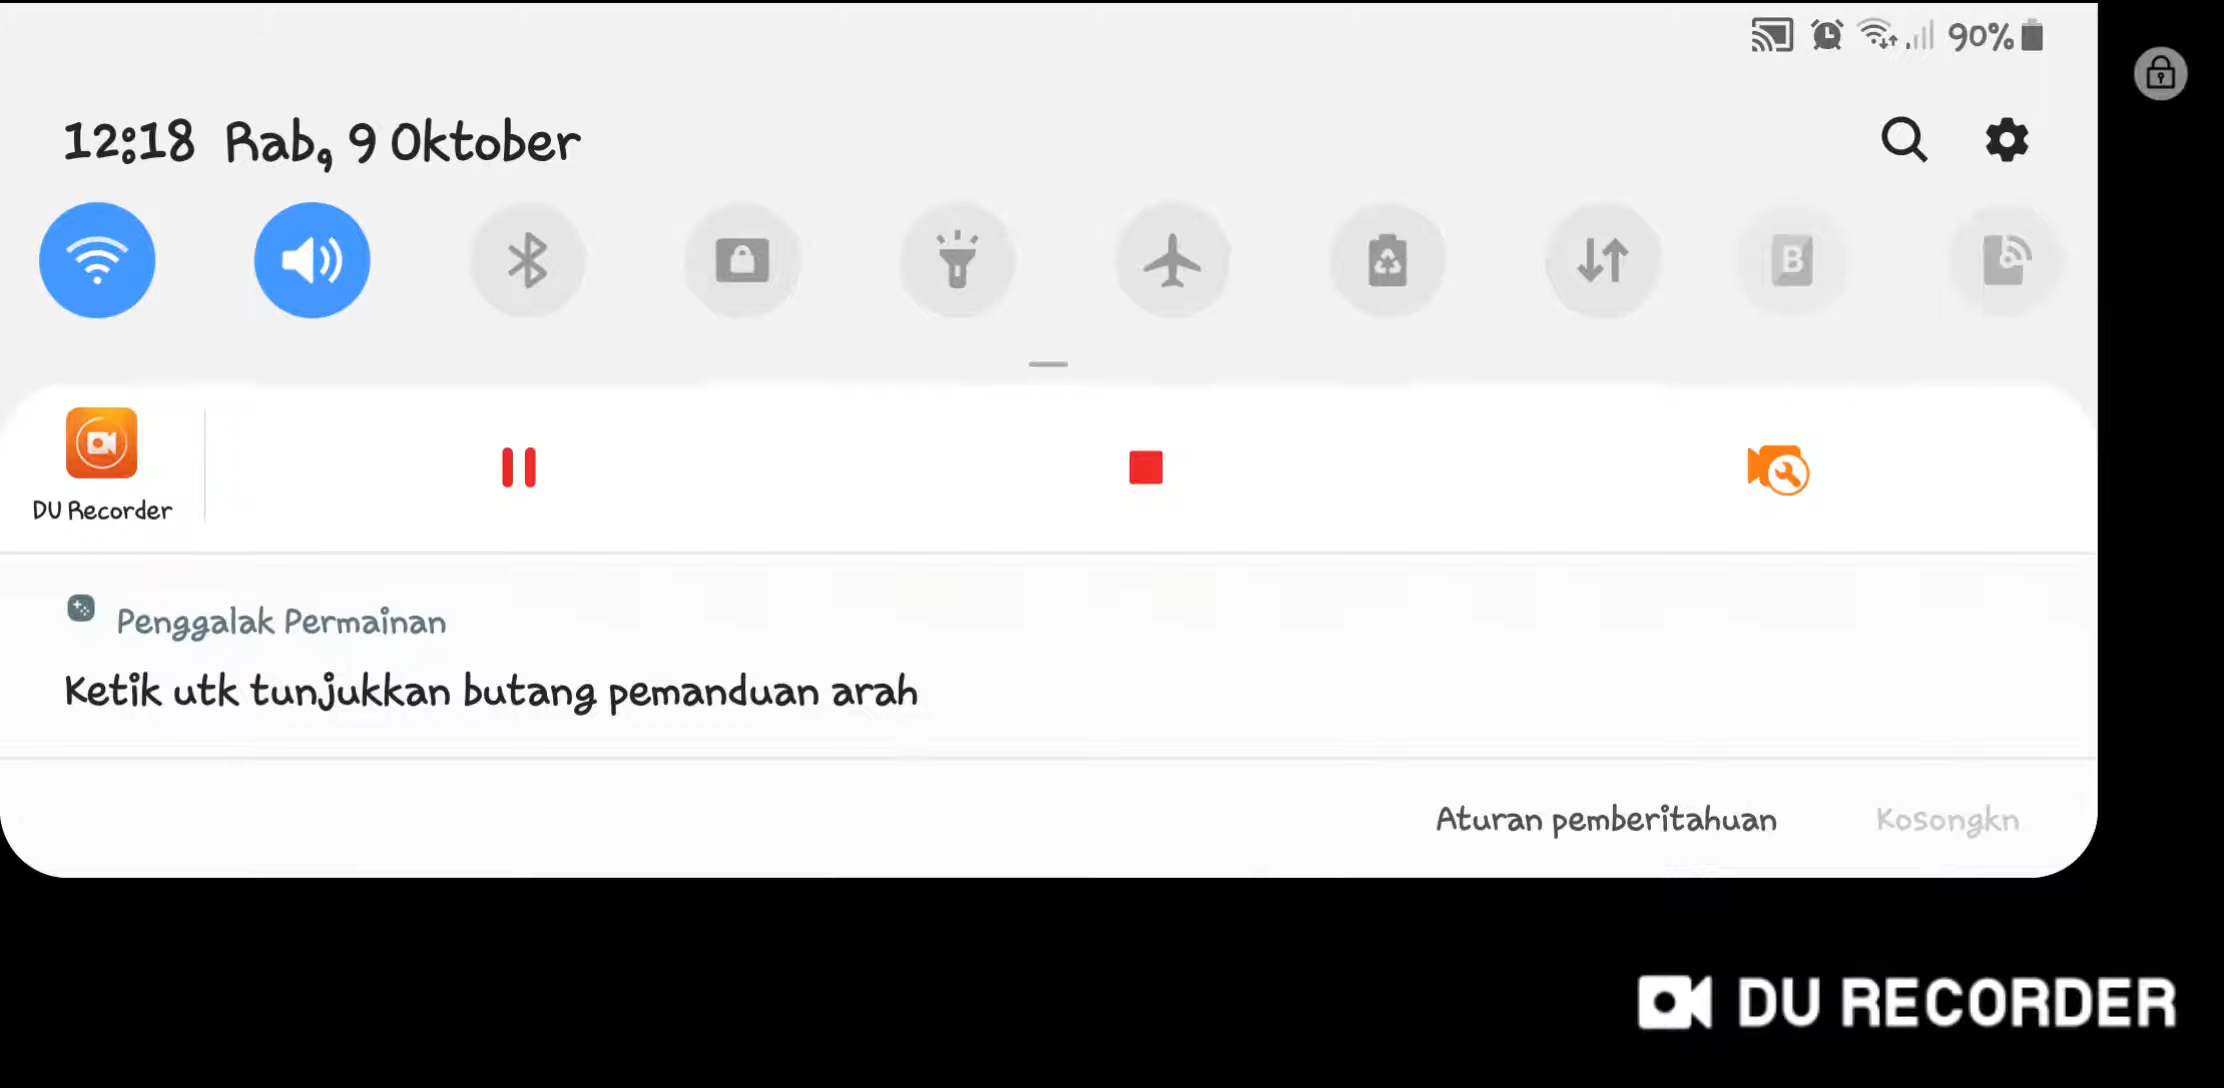 90%
12:18 Rab, 9 Oktober
B
DU Recorder
Penggalak Permainan
Ketik utk tunjukkan butang pemanduan arah
Aturan pemberitahuan Kosongkn
DU RECORDER